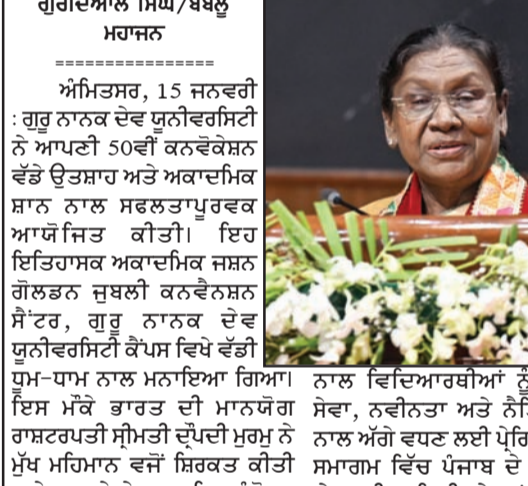 ਗੁਰਦਿਆਲ ਸਿੰਘ/ਬਬਲੂ
ਮਹਾਜਨ
================
ਅੰਮਿਤਸਰ, 15 ਜਨਵਰੀ
: ਗੁਰੂ ਨਾਨਕ ਦੇਵ ਯੂਨੀਵਰਸਿਟੀ
ਨੇ ਆਪਣੀ 50ਵੀਂ ਕਨਵੋਕੇਸ਼ਨ
ਵੱਡੇ ਉਤਸ਼ਾਹ ਅਤੇ ਅਕਾਦਮਿਕ
ਸ਼ਾਨ ਨਾਲ ਸਫਲਤਾਪੂਰਵਕ
ਆਯੋਜਿਤ ਕੀਤੀ। ਇਹ
ਇਤਿਹਾਸਕ ਅਕਾਦਮਿਕ ਜਸ਼ਨ
ਗੋਲਡਨ ਜੁਬਲੀ ਕਨਵੈਨਸ਼ਨ
ਸੈਂਟਰ, ਗੁਰੂ ਨਾਨਕ ਦੇਵ
ਯੂਨੀਵਰਸਿਟੀ ਕੈਂਪਸ ਵਿਖੇ ਵੱਡੀ
ਧੂਮ-ਧਾਮ ਨਾਲ ਮਨਾਇਆ ਗਿਆ।
ਇਸ ਮੌਕੇ ਭਾਰਤ ਦੀ ਮਾਨਯੋਗ
ਰਾਸ਼ਟਰਪਤੀ ਸ੍ਰੀਮਤੀ ਦ੍ਰੌਪਦੀ ਮੁਰਮੁ ਨੇ
ਮੁੱਖ ਮਹਿਮਾਨ ਵਜੋਂ ਸ਼ਿਰਕਤ ਕੀਤੀ
ਨਾਲ ਵਿਦਿਆਰਥੀਆਂ ਨੂੰ
ਸੇਵਾ, ਨਵੀਨਤਾ ਅਤੇ
ਨਾਲ ਅੱਗੇ ਵਧਣ ਲਈ
ਸਮਾਗਮ ਵਿੱਚ ਪੰਜਾਬ ਦੇ